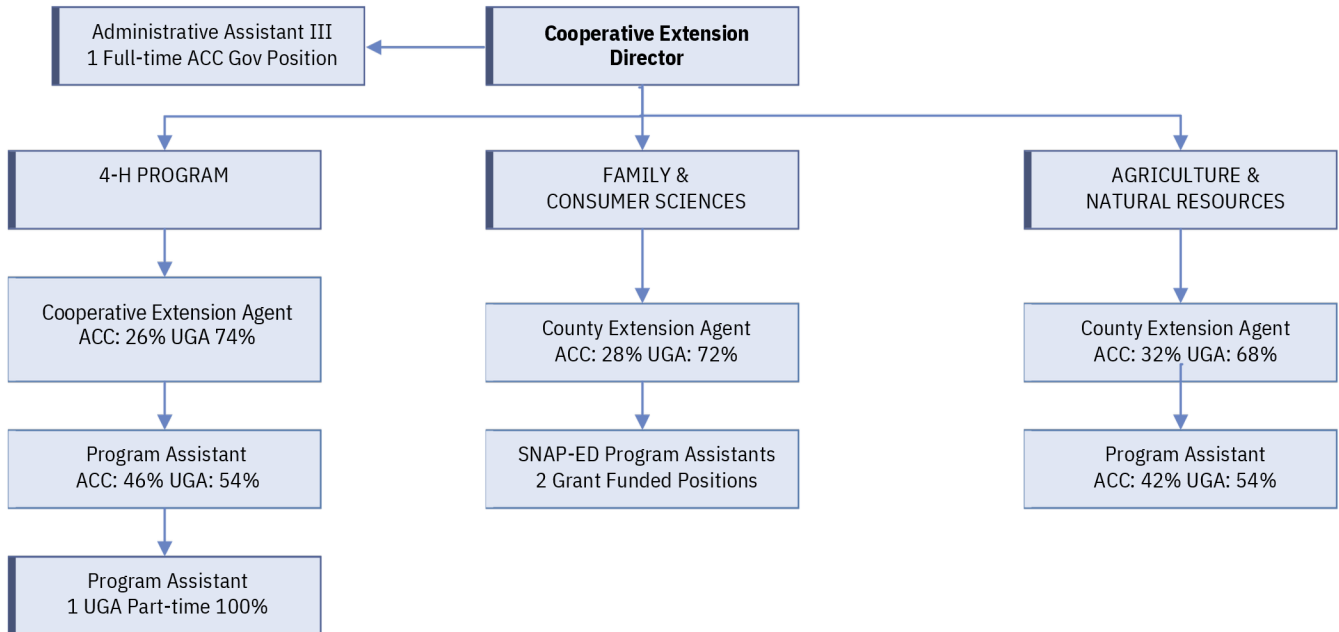 Administrative Assistant III
1 Full-time ACC Gov Position
Cooperative Extension
Director
4-H PROGRAM
FAMILY &
CONSUMER SCIENCES
AGRICULTURE &
NATURAL RESOURCES
Cooperative Extension Agent
ACC: 26% UGA 74%
County Extension Agent
ACC: 28% UGA: 72%
County Extension Agent
ACC: 32% UGA: 68%
Program Assistant
ACC: 46% UGA: 54%
SNAP-ED Program Assistants
2 Grant Funded Positions
Program Assistant
ACC: 42% UGA: 54%
Program Assistant
1 UGA Part-time 100%